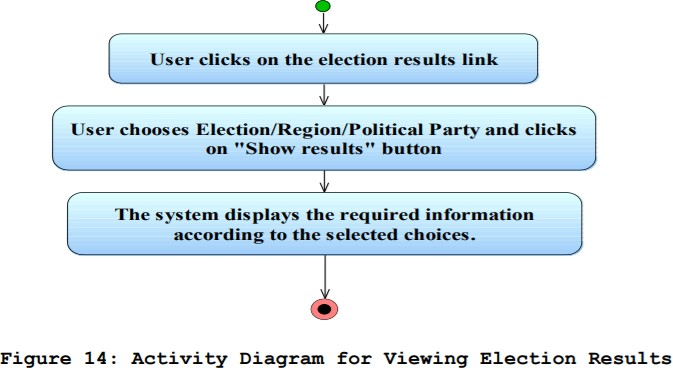 User clicks on the election results link
User chooses Election/Region/Political Party and clicks
on "Show results" button
The system displays the required information
according to the selected choices.
Figure 14: Activity Diagram for Viewing Election Results